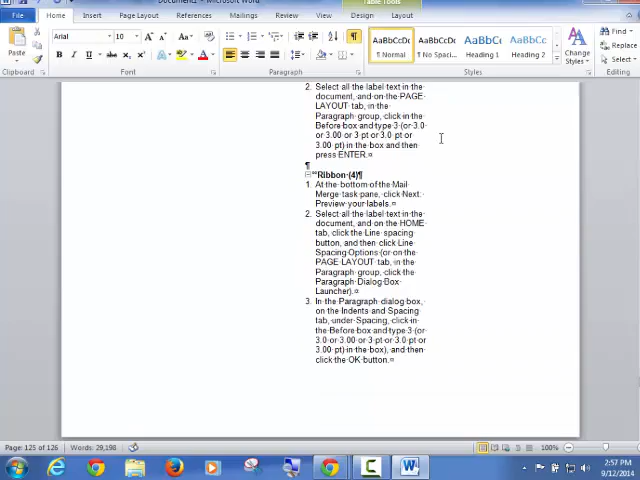 Document1 - Microsoft Word
Table Tools
File Home Insert Page Layout References Mailings Review View Design Layout
Paste
Clipboard
Arial 10
Font
Paragraph
AaBbCcDc AaBbCcDc AaBbC AaBbCc
¶ Normal ¶ No Spaci... Heading 1 Heading 2
Styles
Change Styles
Find
Replace
Select
Editing
2. Select all the label text in the
document, and on the PAGE
LAYOUT tab, in the
Paragraph group, click in the
Before box and type 3 (or 3.0
or 3.00 or 3 pt or 3.0 pt or
3.00 pt) in the box and then
press ENTER.¤
¶
Ribbon (4)¶
1. At the bottom of the Mail
Merge task pane, click Next:
Preview your labels.¤
2. Select all the label text in the
document, and on the HOME
tab, click the Line spacing
button, and then click Line
Spacing Options (or on the
PAGE LAYOUT tab, in the
Paragraph group, click the
Paragraph Dialog Box
Launcher).¤
3. In the Paragraph dialog box,
on the Indents and Spacing
tab, under Spacing, click in
the Before box and type 3 (or
3.0 or 3.00 or 3 pt or 3.0 pt or
3.00 pt) in the box), and then
click the OK button.¤
Page: 125 of 126 Words: 29,198 100%
2:57 PM
9/12/2014